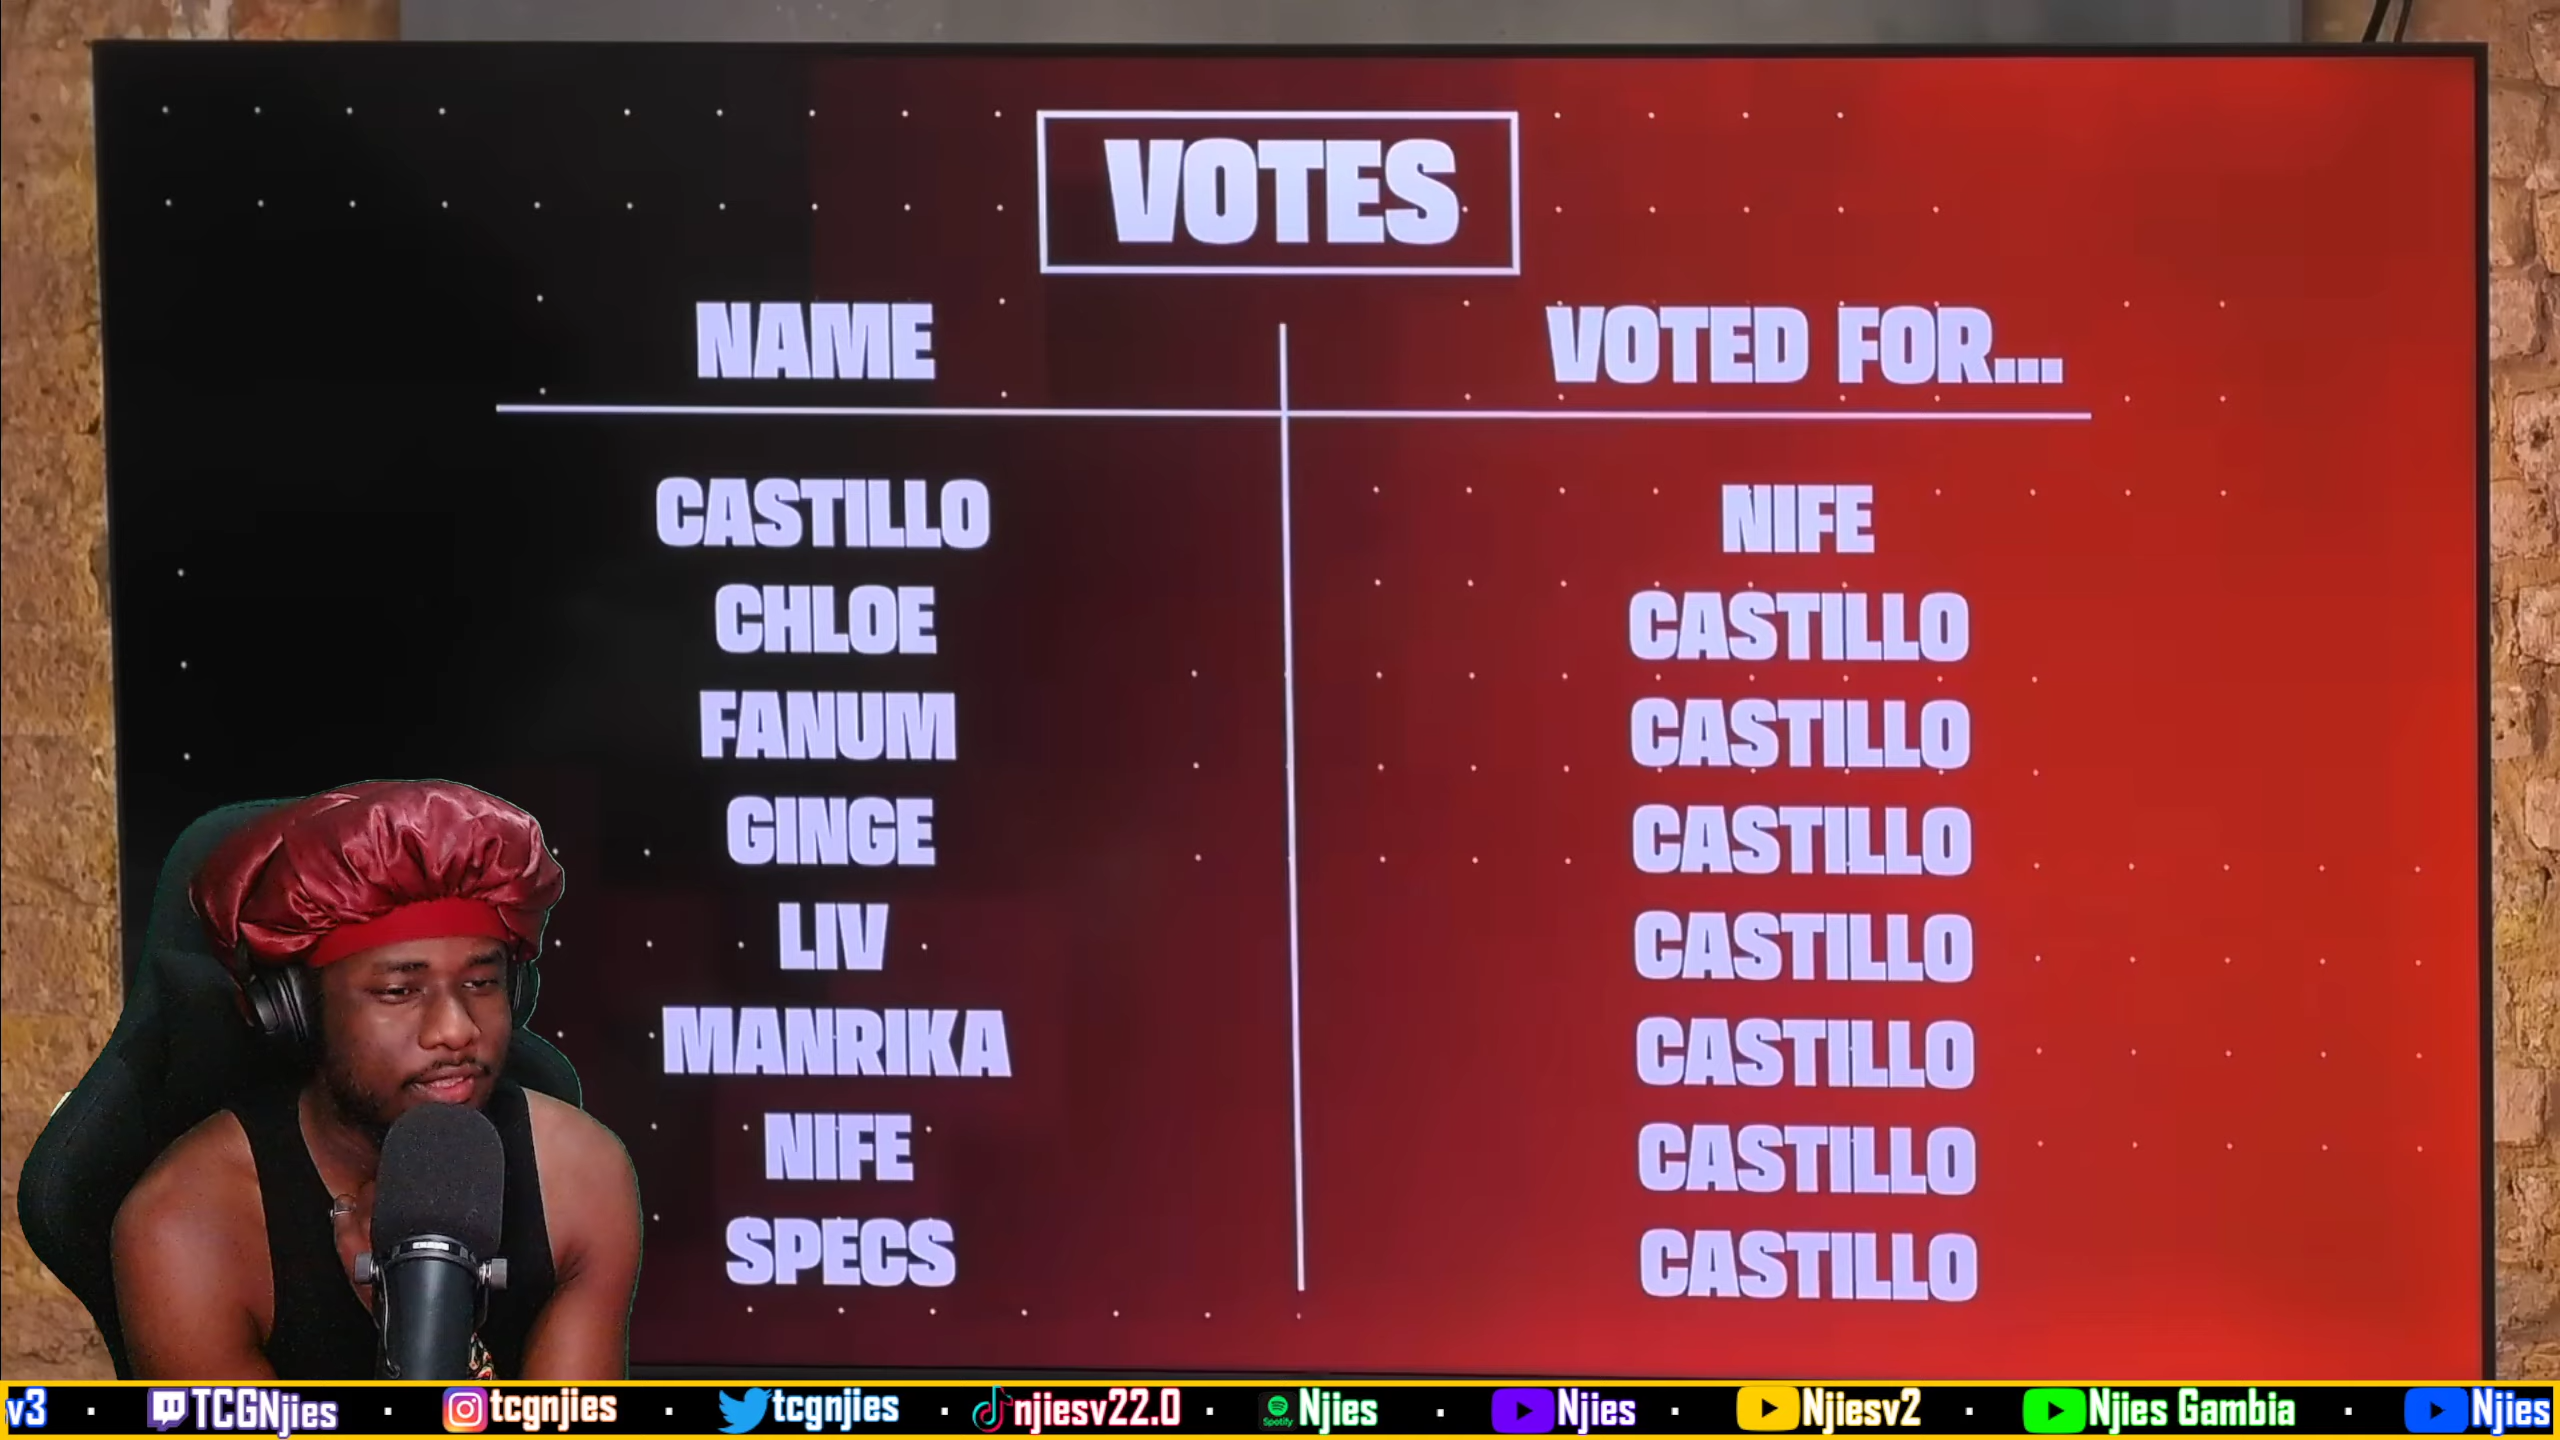 VOTES
NAME VOTED FOR...
CASTILLO NIFE
CHLOE CASTILLO
FANUM CASTILLO
GINGE CASTILLO
LIV CASTILLO
MANRIKA CASTILLO
NIFE CASTILLO
SPECS CASTILLO
v3 · TCGNjies · tcgnjies · tcgnjies · njiesv22.0 · Spotify Njies · Njies · Njiesv2 · Njies Gambia · Njies